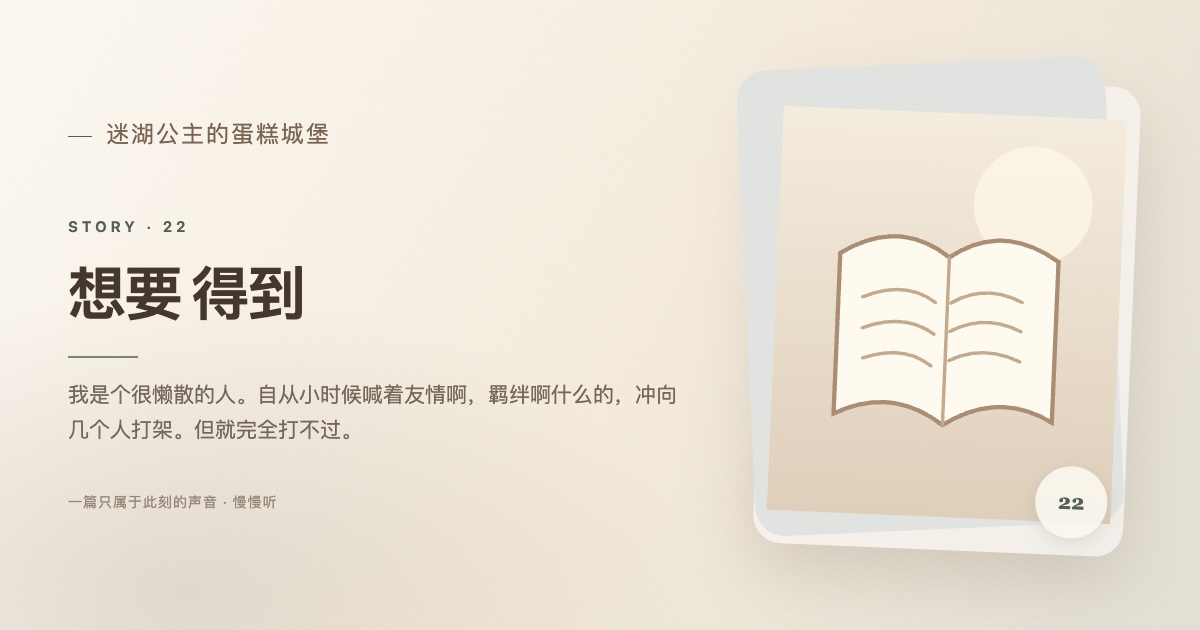 迷湖公主的蛋糕城堡
STORY · 22
想要 得到
我是个很懒散的人。自从小时候喊着友情啊，羁绊啊什么的，冲向
几个人打架。但就完全打不过。
一篇只属于此刻的声音 · 慢慢听
22